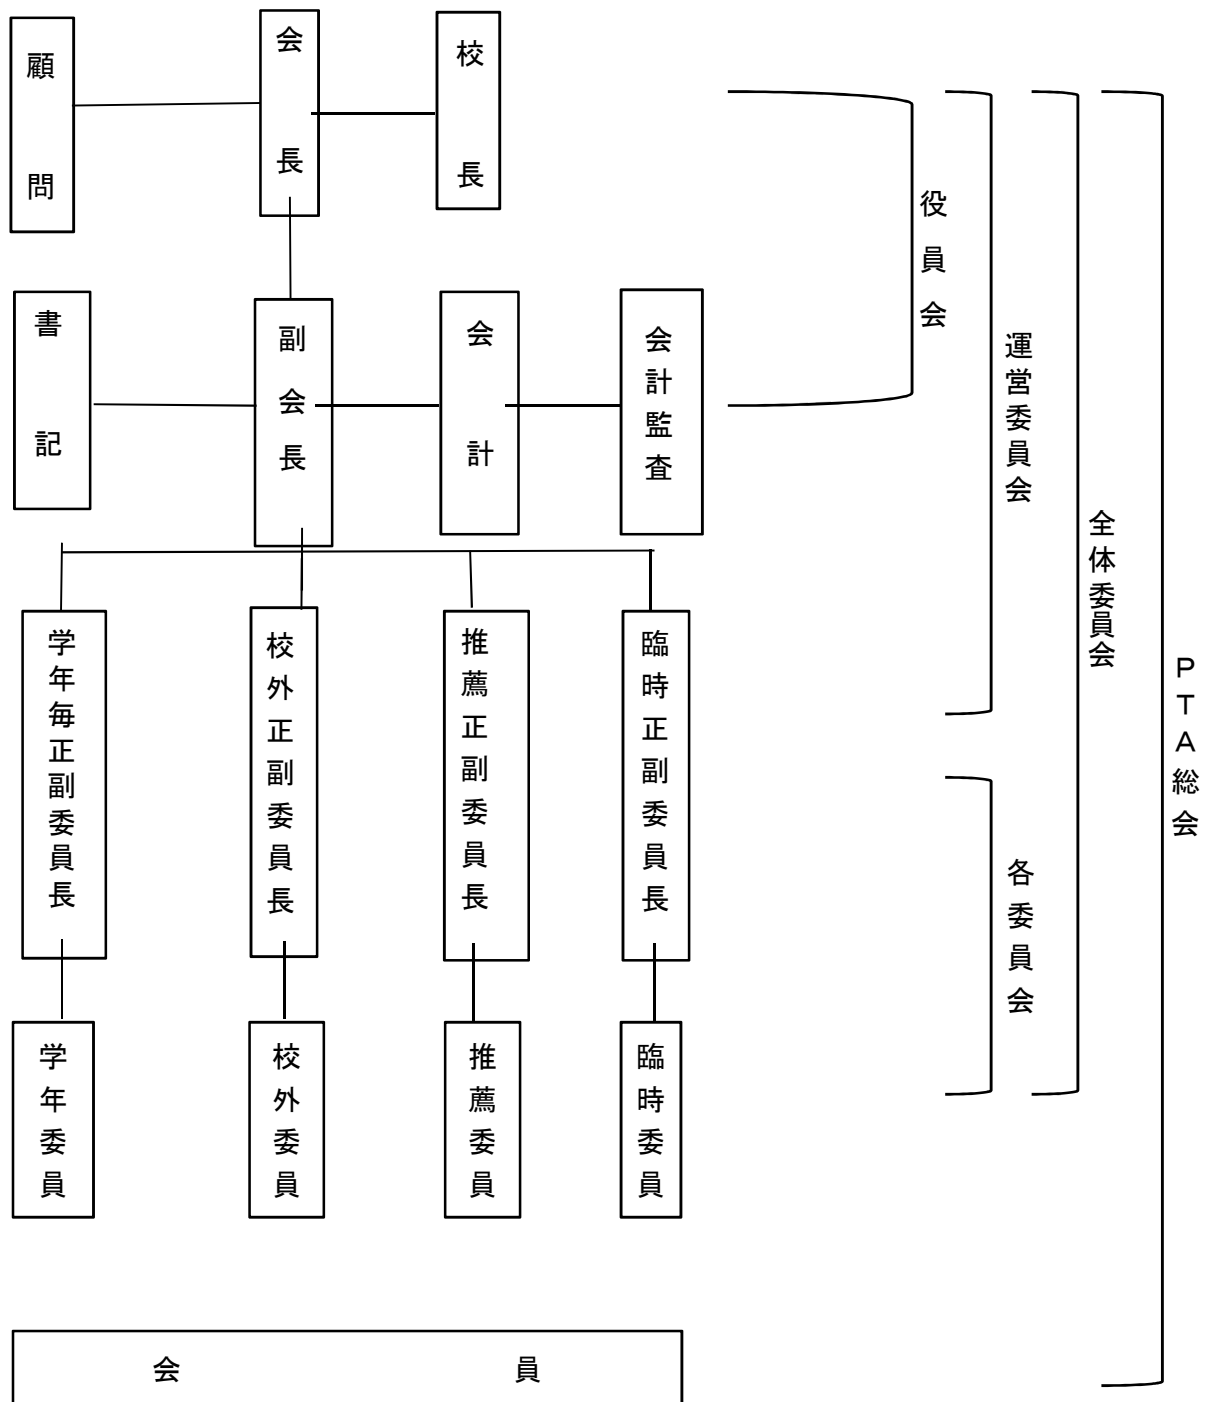 顧問
会長
校長
書記
副会長
会計
会計監査
学年毎正副委員長
校外正副委員長
推薦正副委員長
臨時正副委員長
学年委員
校外委員
推薦委員
臨時委員
会員
役員会
運営委員会
各委員会
全体委員会
ＰＴＡ総会